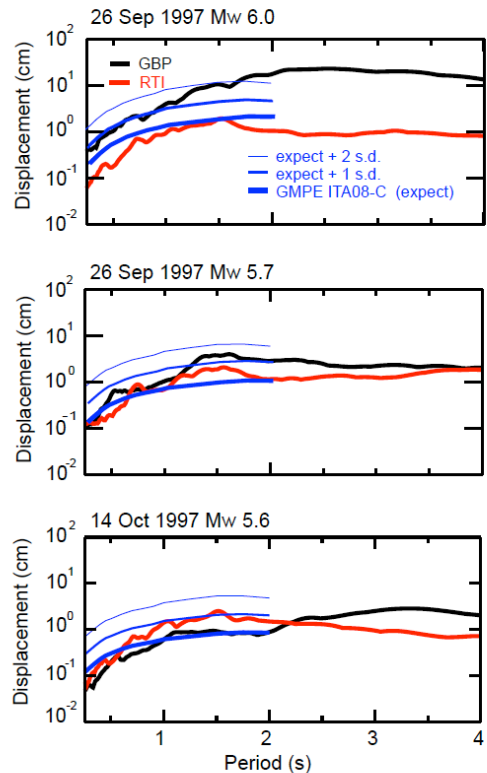 26 Sep 1997 Mw 6.0
10²
10¹
10⁰
10⁻¹
10⁻²
Displacement (cm)
GBP
RTI
expect + 2 s.d.
expect + 1 s.d.
GMPE ITA08-C (expect)
26 Sep 1997 Mw 5.7
10²
10¹
10⁰
10⁻¹
10⁻²
Displacement (cm)
14 Oct 1997 Mw 5.6
10²
10¹
10⁰
10⁻¹
10⁻²
Displacement (cm)
1 2 3 4
Period (s)